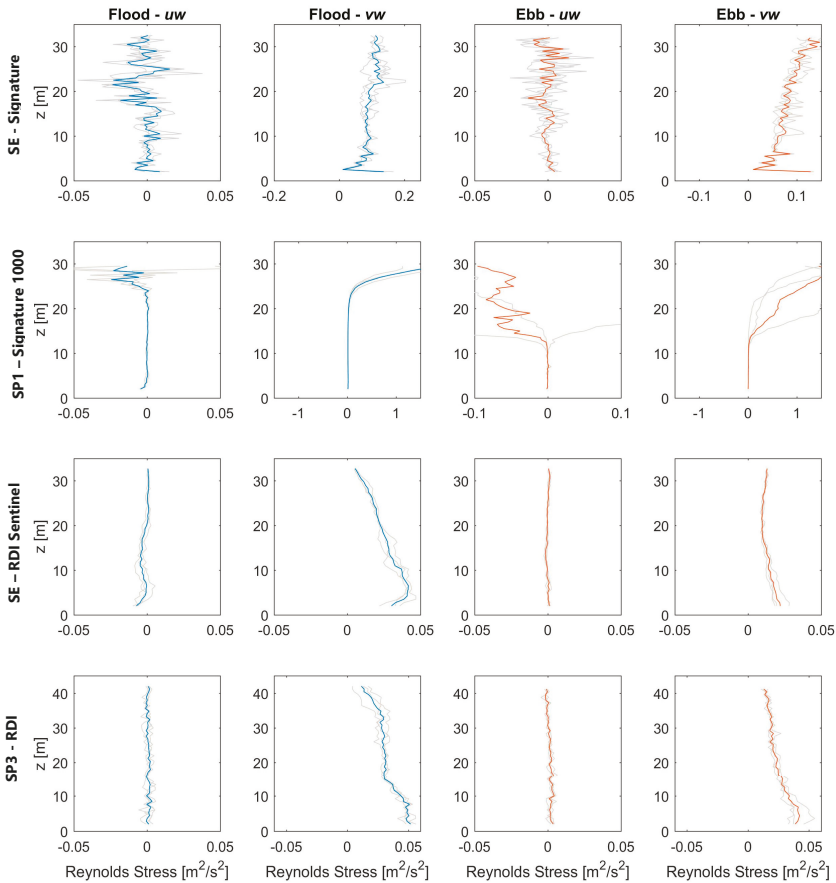 Flood - uw
Flood - vw
Ebb - uw
Ebb - vw
SE - Signature
z [m]
30
20
10
0
-0.05 0 0.05
-0.2 0 0.2
-0.05 0 0.05
-0.1 0 0.1
SP1 – Signature 1000
z [m]
30
20
10
0
-0.05 0 0.05
-1 0 1
-0.1 0 0.1
-1 0 1
SE – RDI Sentinel
z [m]
30
20
10
0
-0.05 0 0.05
-0.05 0 0.05
-0.05 0 0.05
-0.05 0 0.05
SP3 - RDI
z [m]
40
30
20
10
0
-0.05 0 0.05
-0.05 0 0.05
-0.05 0 0.05
-0.05 0 0.05
Reynolds Stress [m²/s²]
Reynolds Stress [m²/s²]
Reynolds Stress [m²/s²]
Reynolds Stress [m²/s²]